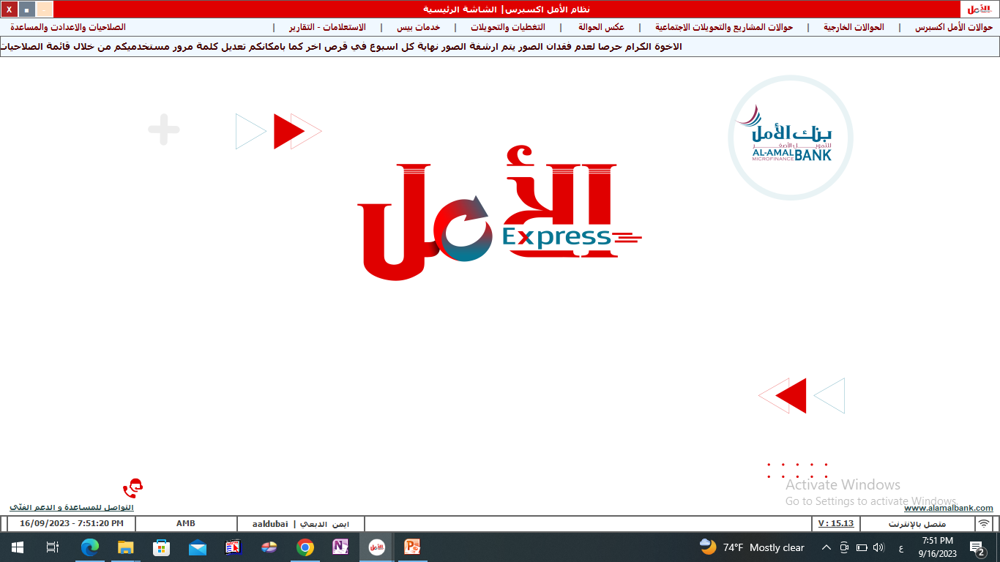 نظام الأمل اكسبرس| الشاشة الرئيسية
X
الأمل
حوالات الأمل اكسبرس | الحوالات الخارجية | حوالات المشاريع والتحويلات الاجتماعية | عكس الحوالة | التغطيات والتحويلات | خدمات بيس | الاستعلامات - التقارير | الصلاحيات والاعدادت والمساعدة
الاخوة الكرام حرصا لعدم فقدان الصور يتم ارشفة الصور نهاية كل اسبوع في قرص اخر كما بامكانكم تعديل كلمة مرور مستخدميكم من خلال قائمة الصلاحيات
بنك الأمل
للتمويل الأصغر
AL-AMAL BANK
MICROFINANCE
الأمل
Express
التواصل للمساعدة و الدعم الفنّي
Activate Windows
Go to Settings to activate Windows.
www.alamalbank.com
16/09/2023 - 7:51:20 PM
AMB
ايمن الدبعي | aaldubai
V : 15.13
متصل بالإنترنت
74°F Mostly clear
ع
7:51 PM
9/16/2023
2